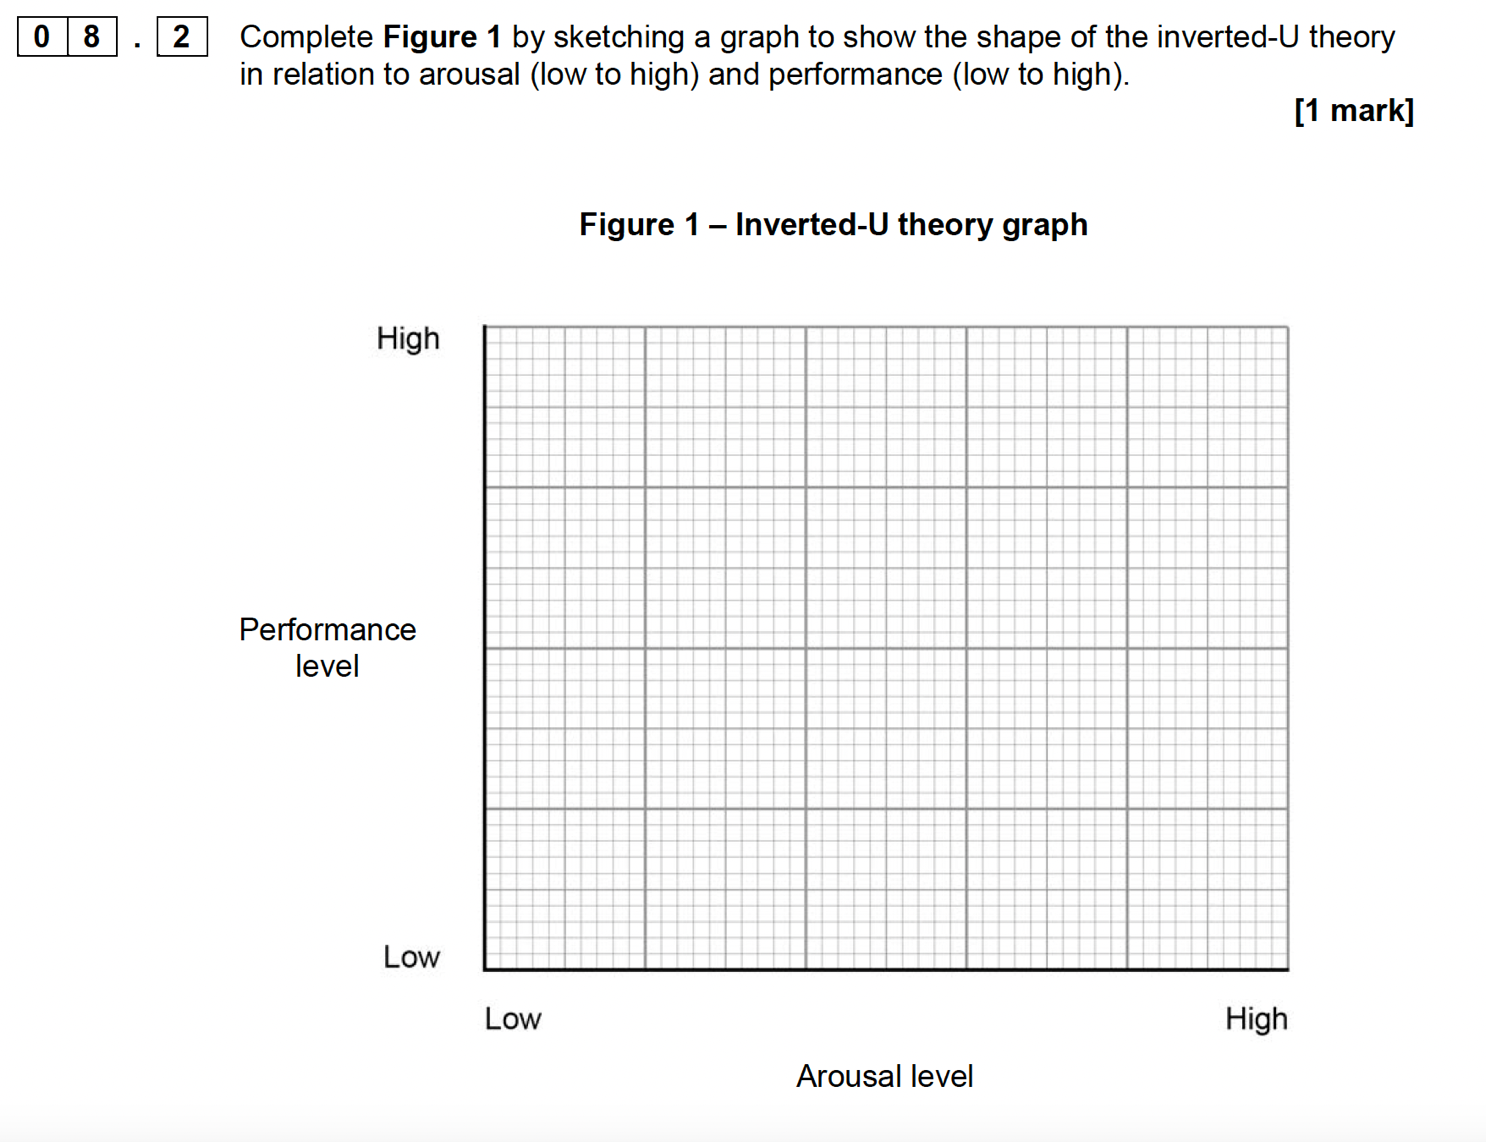 08.2 Complete Figure 1 by sketching a graph to show the shape of the inverted-U theory
in relation to arousal (low to high) and performance (low to high).
[1 mark]
Figure 1 – Inverted-U theory graph
High
Performance
level
Low
Low High
Arousal level